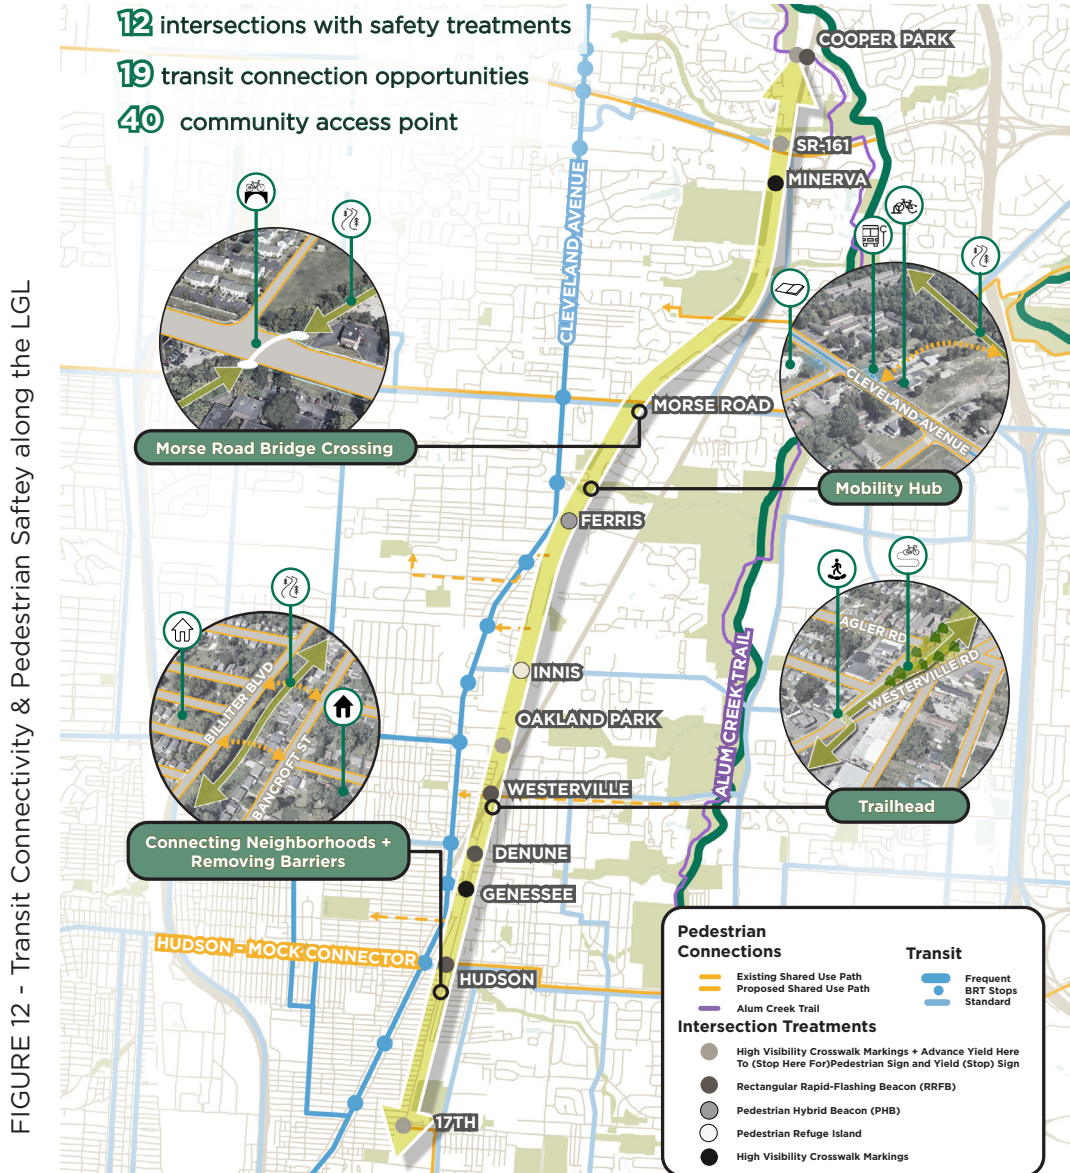 FIGURE 12 - Transit Connectivity & Pedestrian Saftey along the LGL
12 intersections with safety treatments
19 transit connection opportunities
40 community access point
COOPER PARK
SR-161
MINERVA
CLEVELAND AVENUE
MORSE ROAD
Morse Road Bridge Crossing
CLEVELAND AVENUE
Mobility Hub
FERRIS
INNIS
OAKLAND PARK
ALUM CREEK TRAIL
AGLER RD
WESTERVILLE RD
Trailhead
WESTERVILLE
BILLITER BLVD
BANCROFT ST
Connecting Neighborhoods +
Removing Barriers
DENUNE
GENESSEE
HUDSON - MOCK CONNECTOR
HUDSON
17TH
Pedestrian
Connections
Existing Shared Use Path
Proposed Shared Use Path
Alum Creek Trail
Transit
Frequent
BRT Stops
Standard
Intersection Treatments
High Visibility Crosswalk Markings + Advance Yield Here
To (Stop Here For)Pedestrian Sign and Yield (Stop) Sign
Rectangular Rapid-Flashing Beacon (RRFB)
Pedestrian Hybrid Beacon (PHB)
Pedestrian Refuge Island
High Visibility Crosswalk Markings